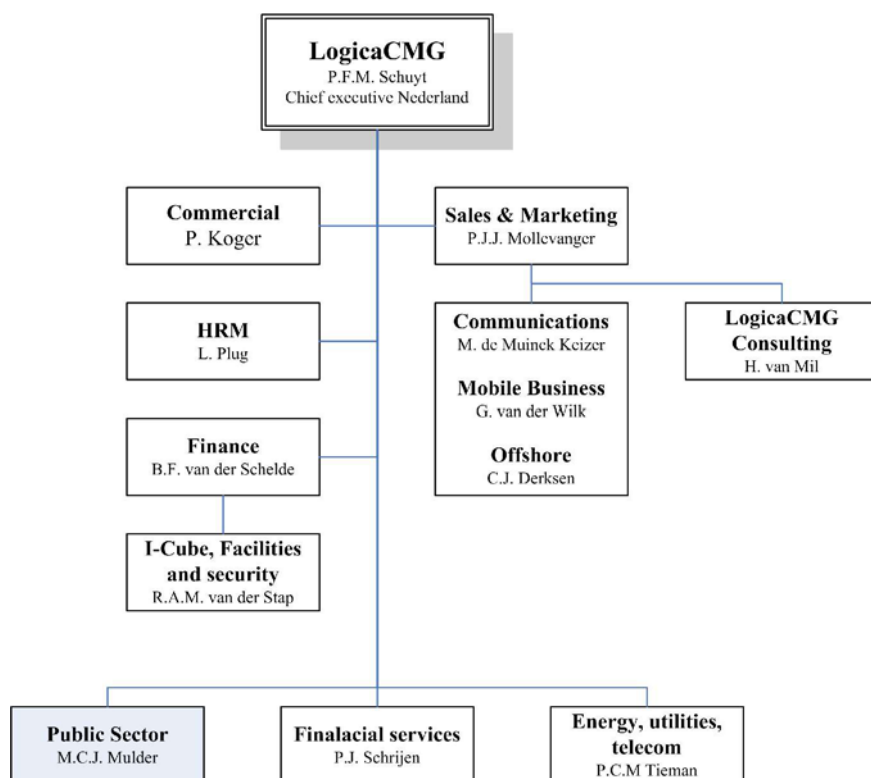 LogicaCMG
P.F.M. Schuyt
Chief executive Nederland
Commercial
P. Koger
Sales & Marketing
P.J.J. Mollevanger
HRM
L. Plug
Communications
M. de Muinck Keizer
Mobile Business
G. van der Wilk
Offshore
C.J. Derksen
LogicaCMG
Consulting
H. van Mil
Finance
B.F. van der Schelde
I-Cube, Facilities
and security
R.A.M. van der Stap
Public Sector
M.C.J. Mulder
Finalacial services
P.J. Schrijen
Energy, utilities,
telecom
P.C.M Tieman